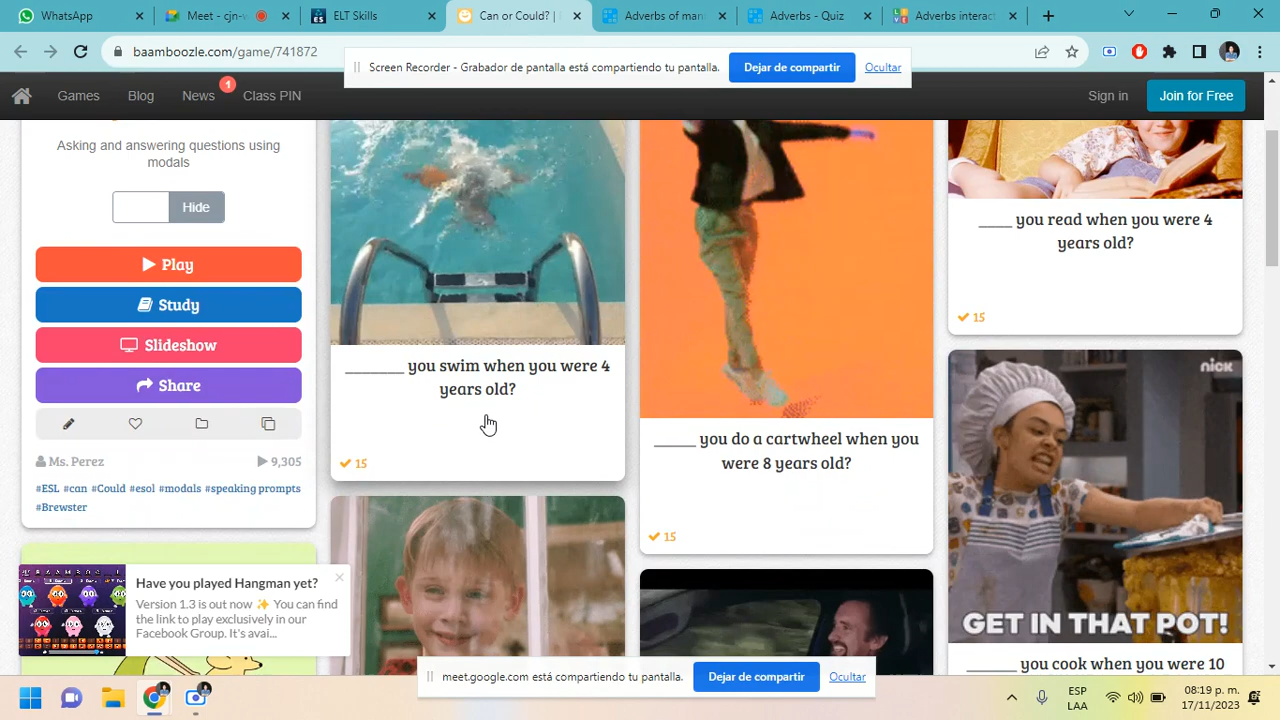 WhatsApp
Meet - cjn-v
ELT Skills
Can or Could? |
Adverbs of man
Adverbs - Quiz
Adverbs interact
baamboozle.com/game/741872
Screen Recorder - Grabador de pantalla está compartiendo tu pantalla.
Dejar de compartir
Ocultar
Games
Blog
News
1
Class PIN
Sign in
Join for Free
Asking and answering questions using
modals
Hide
Play
Study
Slideshow
Share
Ms. Perez
9,305
#ESL #can #Could #esol #modals #speaking prompts
#Brewster
Have you played Hangman yet?
Version 1.3 is out now ✨ You can find
the link to play exclusively in our
Facebook Group. It's avai...
_______ you swim when you were 4
years old?
15
_____ you do a cartwheel when you
were 8 years old?
15
____ you read when you were 4
years old?
15
nick
GET IN THAT POT!
______ you cook when you were 10
meet.google.com está compartiendo tu pantalla.
Dejar de compartir
Ocultar
ESP
LAA
08:19 p. m.
17/11/2023